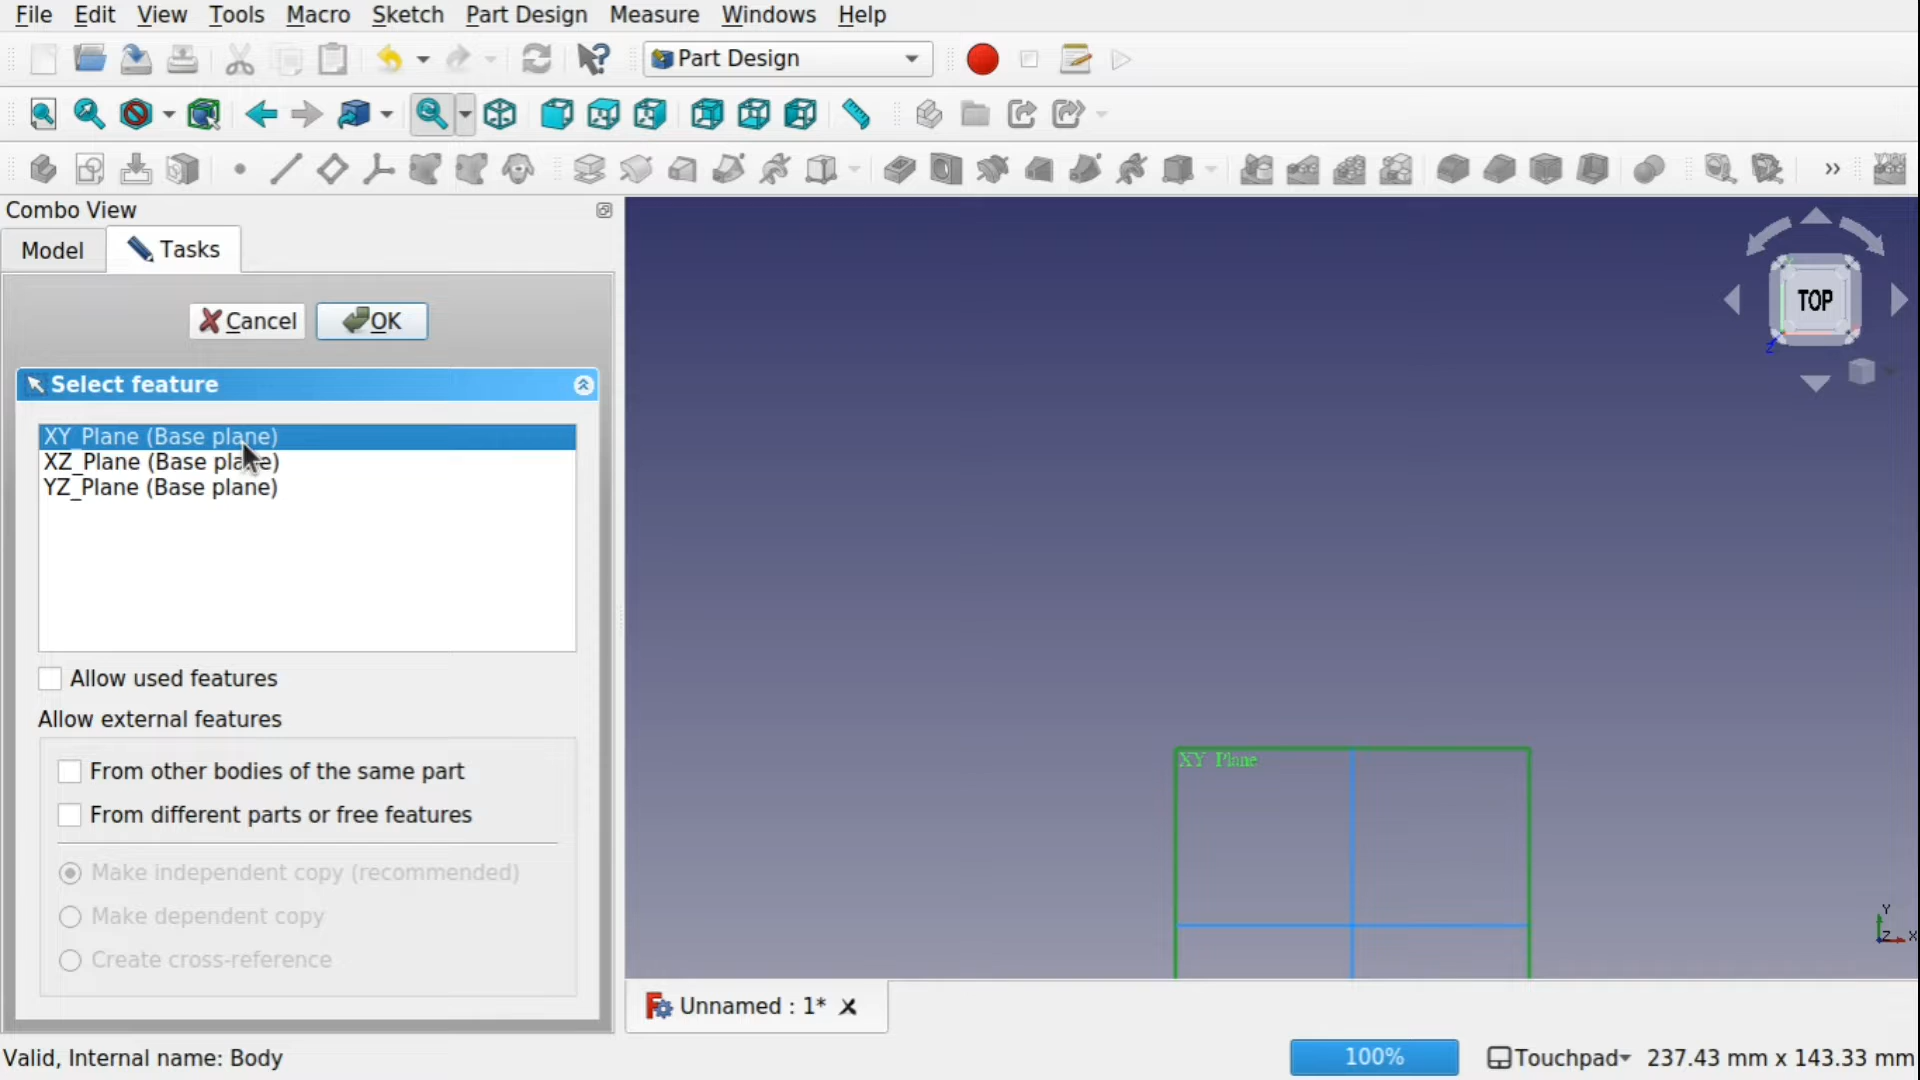 File Edit View Tools Macro Sketch Part Design Measure Windows Help
Part Design
Combo View
Model Tasks
TOP
Z
Cancel OK
Select feature
XY_Plane (Base plane)
XZ_Plane (Base plane)
YZ_Plane (Base plane)
Allow used features
Allow external features
From other bodies of the same part
From different parts or free features
Make independent copy (recommended)
Make dependent copy
Create cross-reference
XY Plane
Y
Z X
Unnamed : 1*
Valid, Internal name: Body
100% Touchpad 237.43 mm x 143.33 mm